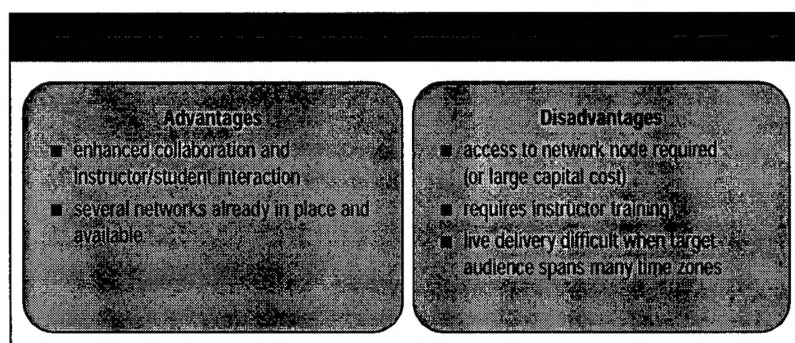 Advantages
■ enhanced collaboration and
instructor/student interaction
■ several networks already in place and
available
Disadvantages
■ access to network node required
(or large capital cost)
■ requires instructor training
■ live delivery difficult when target
audience spans many time zones